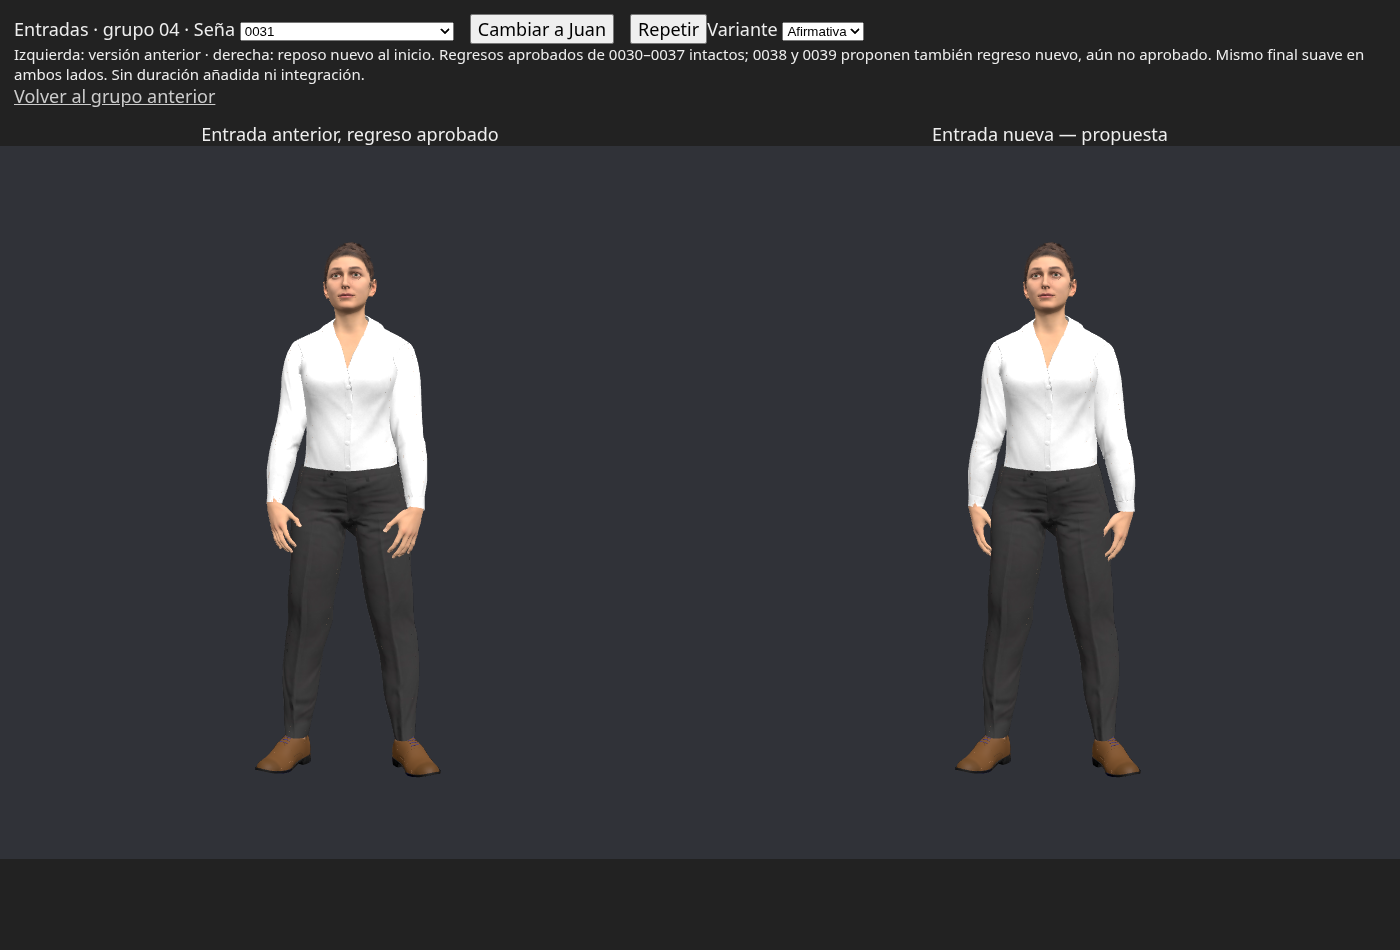 Entradas · grupo 04 · Seña 0031 Cambiar a Juan Repetir Variante Afirmativa
Izquierda: versión anterior · derecha: reposo nuevo al inicio. Regresos aprobados de 0030–0037 intactos; 0038 y 0039 proponen también regreso nuevo, aún no aprobado. Mismo final suave en
ambos lados. Sin duración añadida ni integración.
Volver al grupo anterior
Entrada anterior, regreso aprobado
Entrada nueva — propuesta